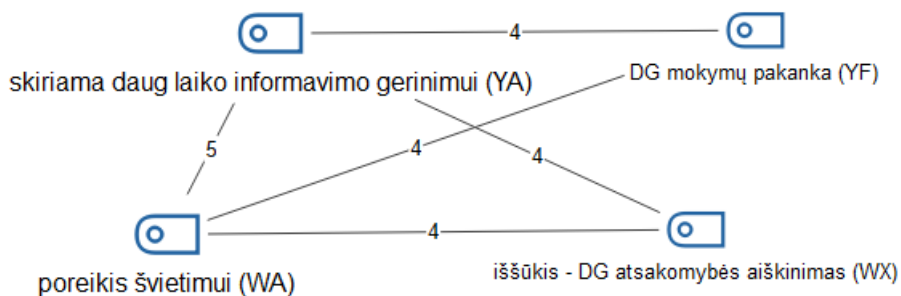 4
skiriama daug laiko informavimo gerinimui (YA)
DG mokymų pakanka (YF)
5
4
4
4
poreikis švietimui (WA)
iššūkis - DG atsakomybės aiškinimas (WX)